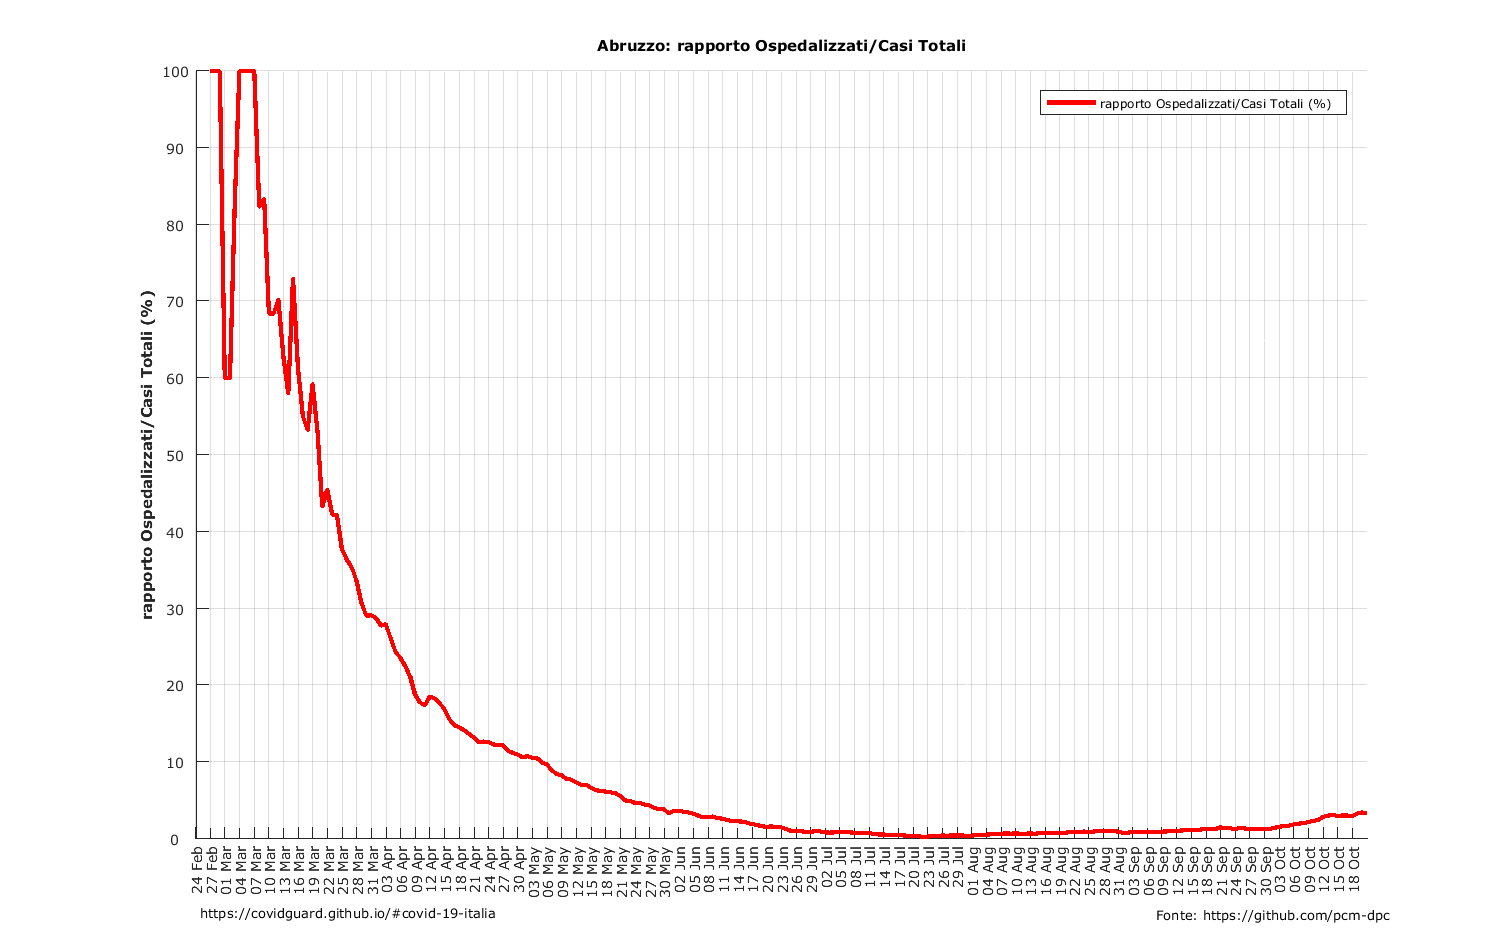 Abruzzo: rapporto Ospedalizzati/Casi Totali
rapporto Ospedalizzati/Casi Totali (%)
rapporto Ospedalizzati/Casi Totali (%)
100
90
80
70
60
50
40
30
20
10
0
24 Feb
27 Feb
01 Mar
04 Mar
07 Mar
10 Mar
13 Mar
16 Mar
19 Mar
22 Mar
25 Mar
28 Mar
31 Mar
03 Apr
06 Apr
09 Apr
12 Apr
15 Apr
18 Apr
21 Apr
24 Apr
27 Apr
30 Apr
03 May
06 May
09 May
12 May
15 May
18 May
21 May
24 May
27 May
30 May
02 Jun
05 Jun
08 Jun
11 Jun
14 Jun
17 Jun
20 Jun
23 Jun
26 Jun
29 Jun
02 Jul
05 Jul
08 Jul
11 Jul
14 Jul
17 Jul
20 Jul
23 Jul
26 Jul
29 Jul
01 Aug
04 Aug
07 Aug
10 Aug
13 Aug
16 Aug
19 Aug
22 Aug
25 Aug
28 Aug
31 Aug
03 Sep
06 Sep
09 Sep
12 Sep
15 Sep
18 Sep
21 Sep
24 Sep
27 Sep
30 Sep
03 Oct
06 Oct
09 Oct
12 Oct
15 Oct
18 Oct
https://covidguard.github.io/#covid-19-italia
Fonte: https://github.com/pcm-dpc